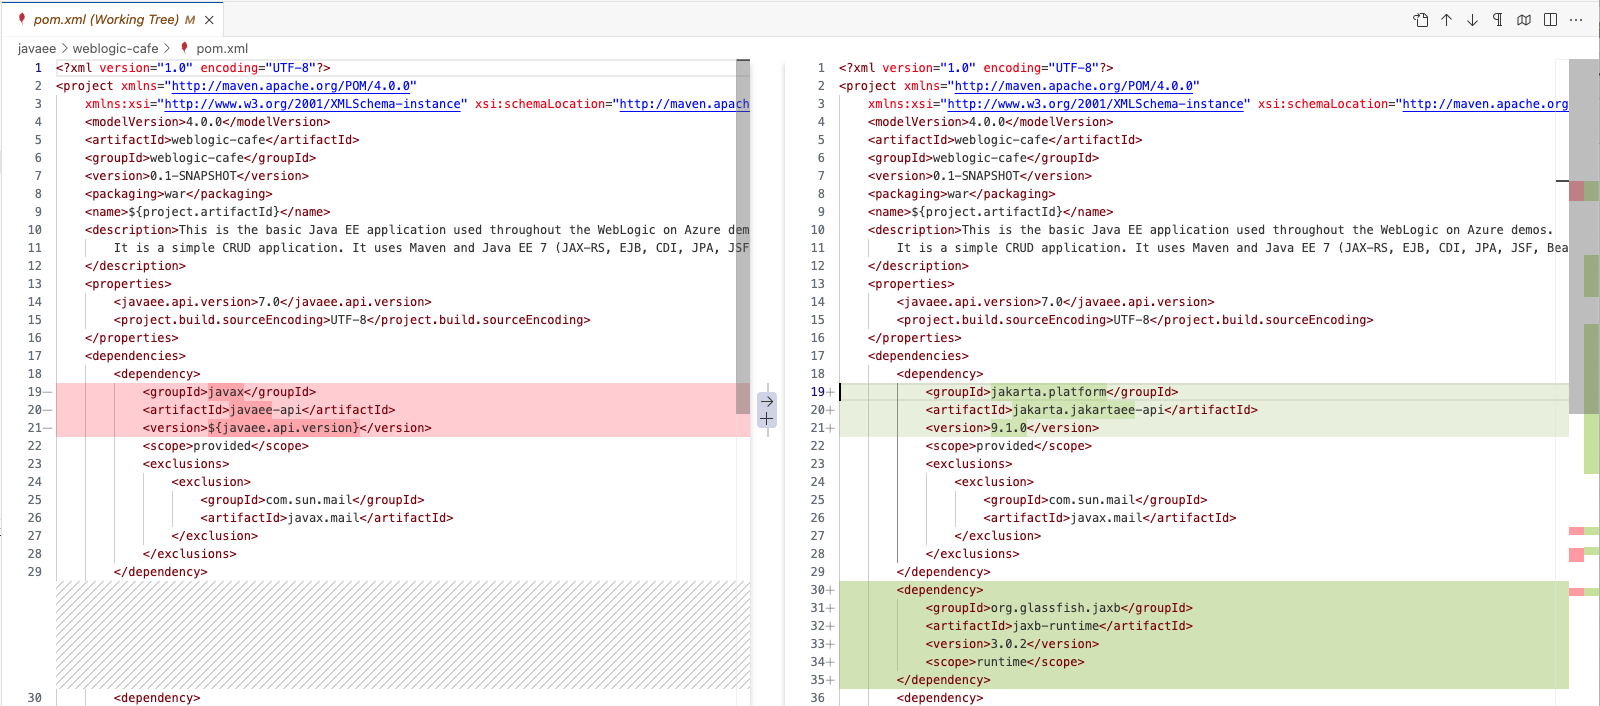 pom.xml (Working Tree) M
javaee > weblogic-cafe > pom.xml
1 <?xml version="1.0" encoding="UTF-8"?>
2 <project xmlns="http://maven.apache.org/POM/4.0.0"
3 xmlns:xsi="http://www.w3.org/2001/XMLSchema-instance" xsi:schemaLocation="http://maven.apach
4 <modelVersion>4.0.0</modelVersion>
5 <artifactId>weblogic-cafe</artifactId>
6 <groupId>weblogic-cafe</groupId>
7 <version>0.1-SNAPSHOT</version>
8 <packaging>war</packaging>
9 <name>${project.artifactId}</name>
10 <description>This is the basic Java EE application used throughout the WebLogic on Azure dem
11 It is a simple CRUD application. It uses Maven and Java EE 7 (JAX-RS, EJB, CDI, JPA, JSF
12 </description>
13 <properties>
14 <javaee.api.version>7.0</javaee.api.version>
15 <project.build.sourceEncoding>UTF-8</project.build.sourceEncoding>
16 </properties>
17 <dependencies>
18 <dependency>
19— <groupId>javax</groupId>
20— <artifactId>javaee-api</artifactId>
21— <version>${javaee.api.version}</version>
22 <scope>provided</scope>
23 <exclusions>
24 <exclusion>
25 <groupId>com.sun.mail</groupId>
26 <artifactId>javax.mail</artifactId>
27 </exclusion>
28 </exclusions>
29 </dependency>
30 <dependency>
1 <?xml version="1.0" encoding="UTF-8"?>
2 <project xmlns="http://maven.apache.org/POM/4.0.0"
3 xmlns:xsi="http://www.w3.org/2001/XMLSchema-instance" xsi:schemaLocation="http://maven.apache.org
4 <modelVersion>4.0.0</modelVersion>
5 <artifactId>weblogic-cafe</artifactId>
6 <groupId>weblogic-cafe</groupId>
7 <version>0.1-SNAPSHOT</version>
8 <packaging>war</packaging>
9 <name>${project.artifactId}</name>
10 <description>This is the basic Java EE application used throughout the WebLogic on Azure demos.
11 It is a simple CRUD application. It uses Maven and Java EE 7 (JAX-RS, EJB, CDI, JPA, JSF, Bea
12 </description>
13 <properties>
14 <javaee.api.version>7.0</javaee.api.version>
15 <project.build.sourceEncoding>UTF-8</project.build.sourceEncoding>
16 </properties>
17 <dependencies>
18 <dependency>
19+ <groupId>jakarta.platform</groupId>
20+ <artifactId>jakarta.jakartaee-api</artifactId>
21+ <version>9.1.0</version>
22 <scope>provided</scope>
23 <exclusions>
24 <exclusion>
25 <groupId>com.sun.mail</groupId>
26 <artifactId>javax.mail</artifactId>
27 </exclusion>
28 </exclusions>
29 </dependency>
30+ <dependency>
31+ <groupId>org.glassfish.jaxb</groupId>
32+ <artifactId>jaxb-runtime</artifactId>
33+ <version>3.0.2</version>
34+ <scope>runtime</scope>
35+ </dependency>
36 <dependency>